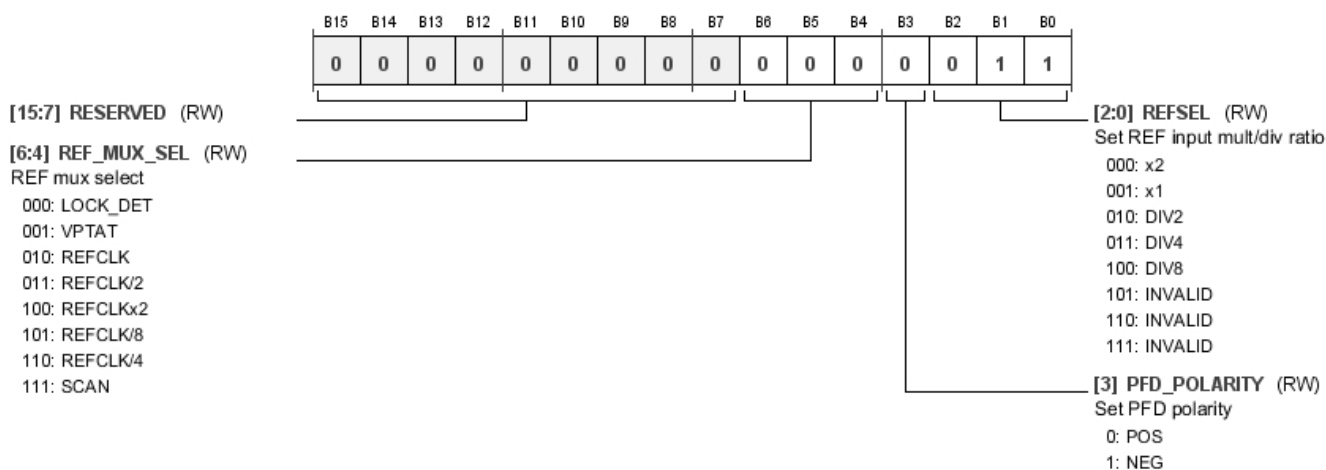 B15 B14 B13 B12 B11 B10 B9 B8 B7 B6 B5 B4 B3 B2 B1 B0
0 0 0 0 0 0 0 0 0 0 0 0 0 0 1 1
[15:7] RESERVED (RW)
[6:4] REF_MUX_SEL (RW)
REF mux select
000: LOCK_DET
001: VPTAT
010: REFCLK
011: REFCLK/2
100: REFCLKx2
101: REFCLK/8
110: REFCLK/4
111: SCAN
[2:0] REFSEL (RW)
Set REF input mult/div ratio
000: x2
001: x1
010: DIV2
011: DIV4
100: DIV8
101: INVALID
110: INVALID
111: INVALID
[3] PFD_POLARITY (RW)
Set PFD polarity
0: POS
1: NEG